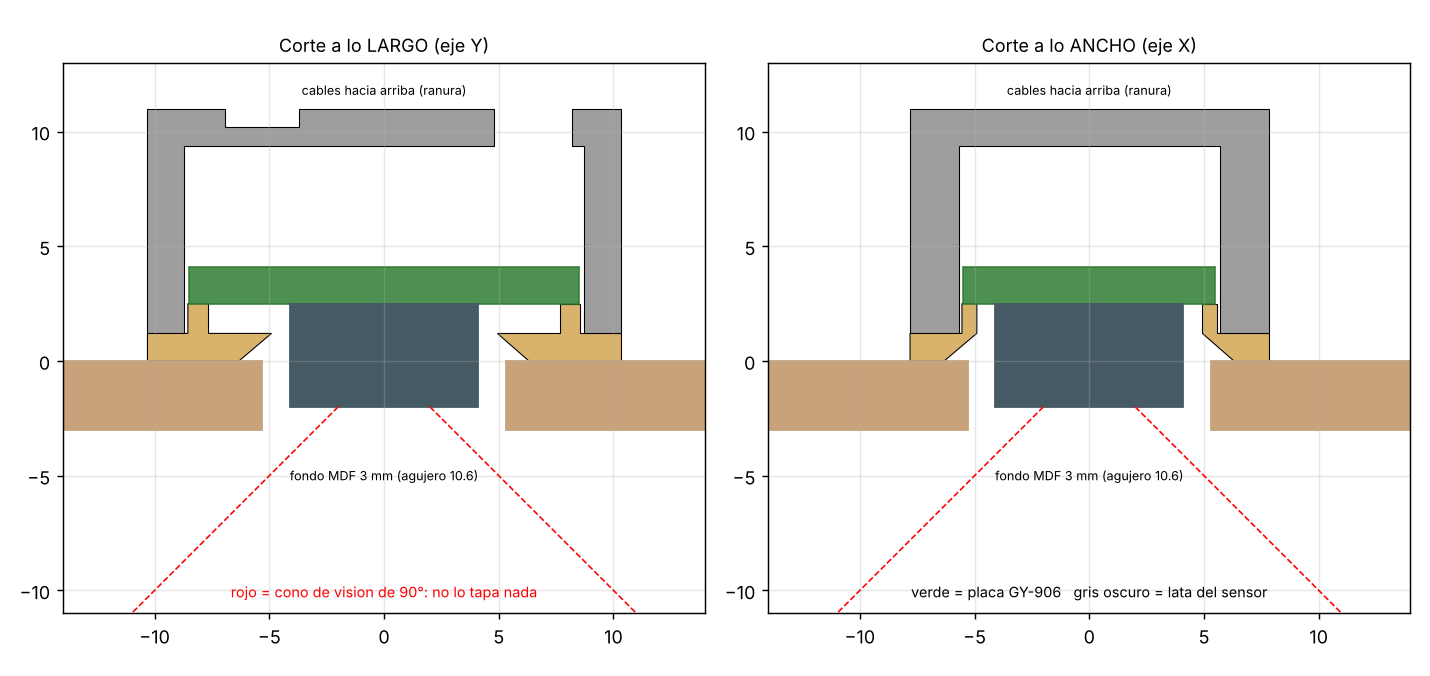 Corte a lo LARGO (eje Y)
cables hacia arriba (ranura)
10
5
0
−5
−10
fondo MDF 3 mm (agujero 10.6)
rojo = cono de vision de 90°: no lo tapa nada
−10
−5
0
5
10
Corte a lo ANCHO (eje X)
cables hacia arriba (ranura)
10
5
0
−5
−10
fondo MDF 3 mm (agujero 10.6)
verde = placa GY-906   gris oscuro = lata del sensor
−10
−5
0
5
10